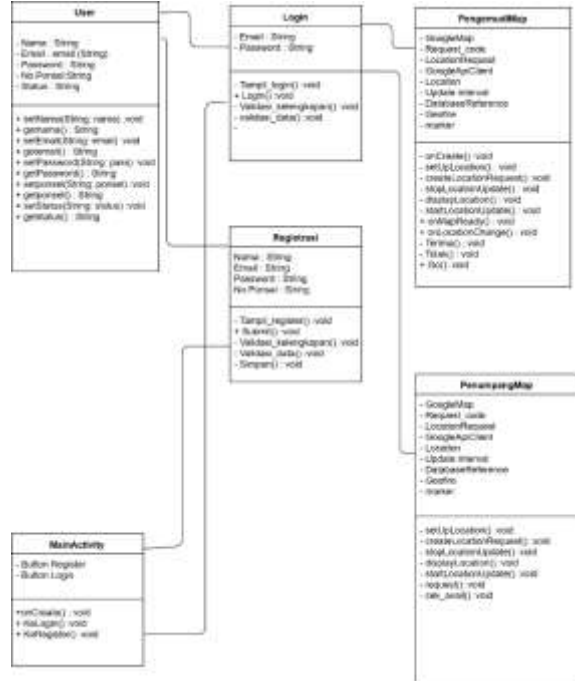 User
- Name : String
- Email : email (String)
- Password : String
- No Ponsel:String
- Status : String
+ setName(String: name) :void
+ getname() : String
+ setEmail(String: email) : void
+ getemail() : String
+ setPassword(String: pass) : void
+ getPassword() : String
+ setponsel(String: ponsel) : void
+ getponsel() : String
+ setStatus(String: status) : void
+ getstatus() : String
Login
- Email : String
- Password : String
- Tampil_login() : void
+ Login() : void
- Validasi_kelengkapan() : void
- validasi_data() : void
-
PengemudiMap
- GoogleMap
- Request_code
- LocationRequest
- GoogleApiClient
- Location
- Update interval
- DatabaseReference
- Geofire
- marker
- onCreate() : void
- setUpLocation() : void
- createLocationRequest() : void
- stopLocationUpdate() : void
- displayLocation() : void
- startLocationUpdate() : void
+ onMapReady() : void
+ onLocationChange() : void
- Terima() : void
- Tolak() : void
Registrasi
Name : String
Email : String
Password : String
No Ponsel : String
- Tampil_register() : void
+ Submit() : void
- Validasi_kelengkapan() : void
- Validasi_data() : void
- Simpan() : void
PenumpangMap
- GoogleMap
- Request_code
- LocationRequest
- GoogleApiClient
- Location
- Update interval
- DatabaseReference
- Geofire
- marker
- setUpLocation() : void
- createLocationRequest() : void
- stopLocationUpdate() : void
- displayLocation() : void
- startLocationUpdate() : void
- request() : void
MainActivity
- Button Register
- Button Login
+onCreate() : void
+ KeLogin() : void
+ KeRegister() : void